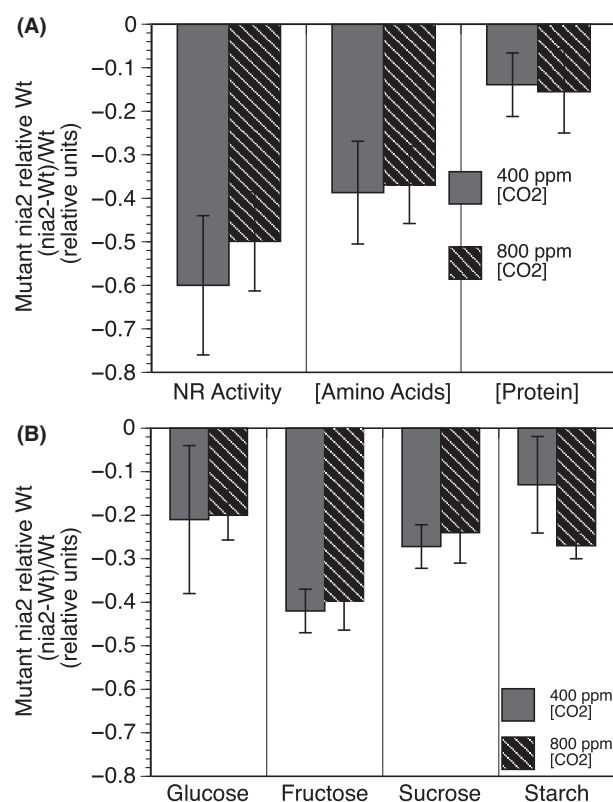 (A)
Mutant nia2 relative Wt
(nia2-Wt)/Wt
(relative units)
0
−0.1
−0.2
−0.3
−0.4
−0.5
−0.6
−0.7
−0.8
400 ppm
[CO2]
800 ppm
[CO2]
NR Activity [Amino Acids] [Protein]
(B)
Mutant nia2 relative Wt
(nia2-Wt)/Wt
(relative units)
0
−0.1
−0.2
−0.3
−0.4
−0.5
−0.6
−0.7
−0.8
400 ppm
[CO2]
800 ppm
[CO2]
Glucose Fructose Sucrose Starch